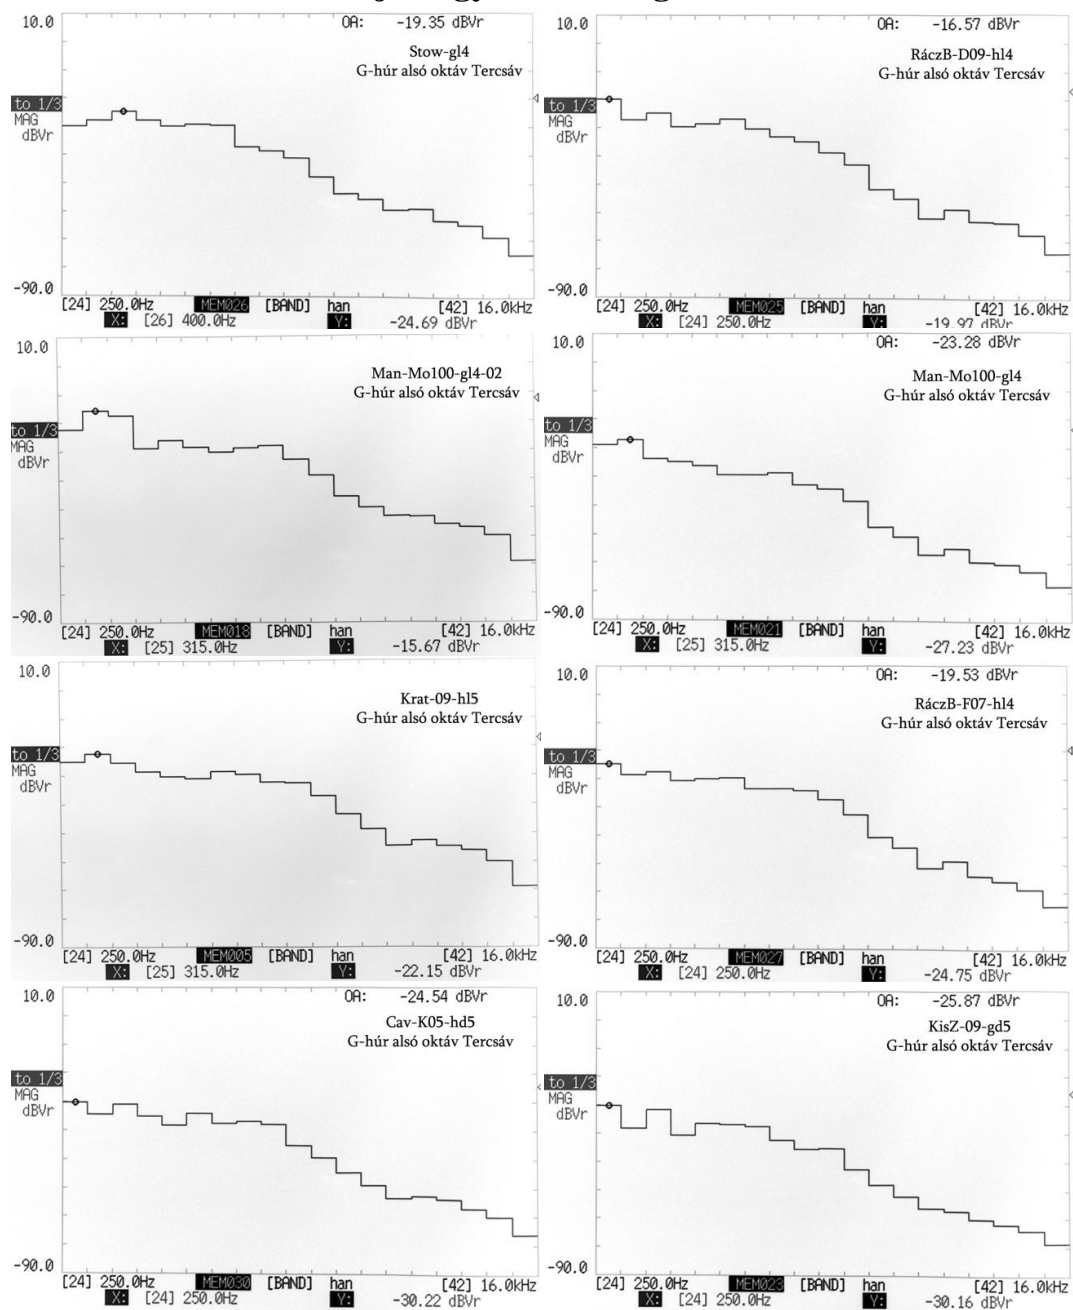 10.0
OA: -19.35 dBVr
Stow-gl4
G-húr alsó oktáv Tercsáv
to 1/3
MAG
dBVr
-90.0
[24] 250.0Hz MEM026 [BAND] han [42] 16.0kHz
X: [26] 400.0Hz Y: -24.69 dBVr
10.0
OA: -16.57 dBVr
RáczB-D09-hl4
G-húr alsó oktáv Tercsáv
to 1/3
MAG
dBVr
-90.0
[24] 250.0Hz MEM025 [BAND] han [42] 16.0kHz
X: [24] 250.0Hz Y: -19.97 dBVr
10.0
Man-Mo100-gl4-02
G-húr alsó oktáv Tercsáv
to 1/3
MAG
dBVr
-90.0
[24] 250.0Hz MEM018 [BAND] han [42] 16.0kHz
X: [25] 315.0Hz Y: -15.67 dBVr
10.0
OA: -23.28 dBVr
Man-Mo100-gl4
G-húr alsó oktáv Tercsáv
to 1/3
MAG
dBVr
-90.0
[24] 250.0Hz MEM021 [BAND] han [42] 16.0kHz
X: [25] 315.0Hz Y: -27.23 dBVr
10.0
Krat-09-hl5
G-húr alsó oktáv Tercsáv
to 1/3
MAG
dBVr
-90.0
[24] 250.0Hz MEM005 [BAND] han [42] 16.0kHz
X: [25] 315.0Hz Y: -22.15 dBVr
10.0
OA: -19.53 dBVr
RáczB-F07-hl4
G-húr alsó oktáv Tercsáv
to 1/3
MAG
dBVr
-90.0
[24] 250.0Hz MEM027 [BAND] han [42] 16.0kHz
X: [24] 250.0Hz Y: -24.75 dBVr
10.0
OA: -24.54 dBVr
Cav-K05-hd5
G-húr alsó oktáv Tercsáv
to 1/3
MAG
dBVr
-90.0
[24] 250.0Hz MEM030 [BAND] han [42] 16.0kHz
X: [24] 250.0Hz Y: -30.22 dBVr
10.0
OA: -25.87 dBVr
KisZ-09-gd5
G-húr alsó oktáv Tercsáv
to 1/3
MAG
dBVr
-90.0
[24] 250.0Hz MEM023 [BAND] han [42] 16.0kHz
X: [24] 250.0Hz Y: -30.16 dBVr